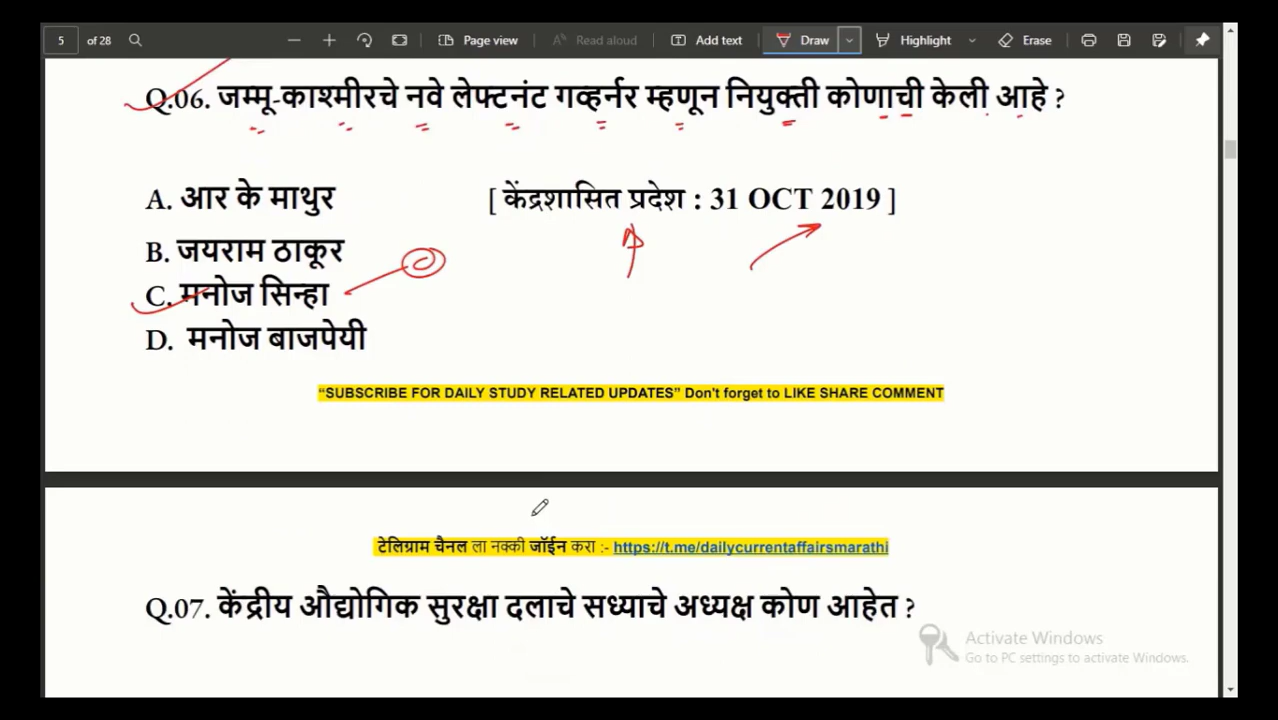 5 of 28 Page view Read aloud Add text Draw Highlight Erase
Q.06. जम्मू-काश्मीरचे नवे लेफ्टनंट गव्हर्नर म्हणून नियुक्ती कोणाची केली आहे ?
A. आर के माथुर [ केंद्रशासित प्रदेश : 31 OCT 2019 ]
B. जयराम ठाकूर
C. मनोज सिन्हा
D. मनोज बाजपेयी
“SUBSCRIBE FOR DAILY STUDY RELATED UPDATES” Don't forget to LIKE SHARE COMMENT
टेलिग्राम चैनल ला नक्की जॉईन करा :- https://t.me/dailycurrentaffairsmarathi
Q.07. केंद्रीय औद्योगिक सुरक्षा दलाचे सध्याचे अध्यक्ष कोण आहेत ?
Activate Windows
Go to PC settings to activate Windows.